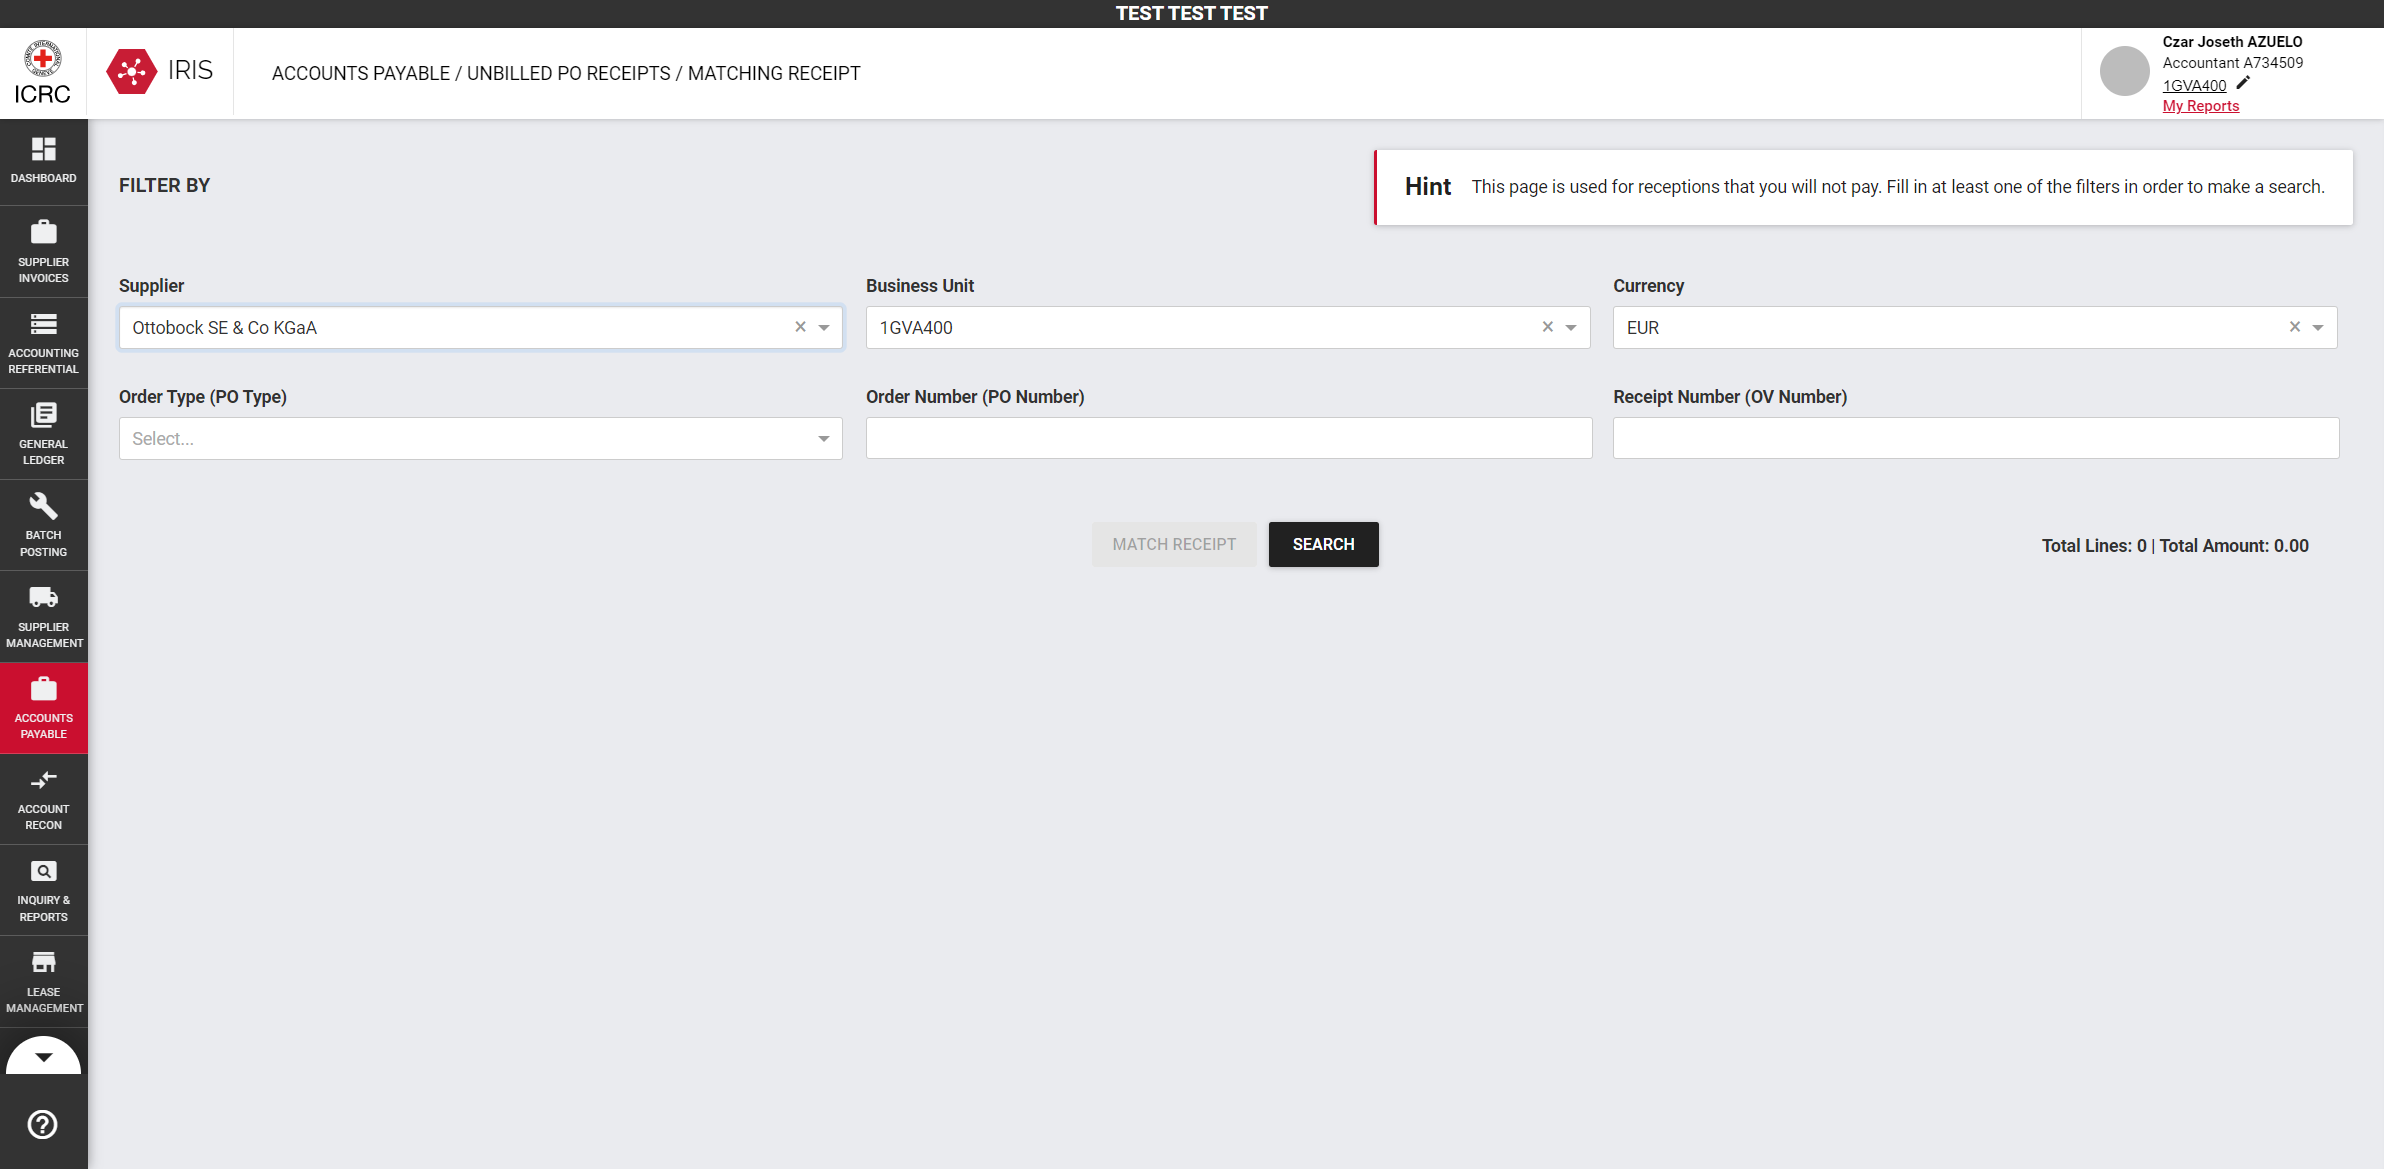 TEST TEST TEST
ICRC
IRIS
ACCOUNTS PAYABLE / UNBILLED PO RECEIPTS / MATCHING RECEIPT
Czar Joseth AZUELO
Accountant A734509
1GVA400
My Reports
DASHBOARD
SUPPLIER
INVOICES
ACCOUNTING
REFERENTIAL
GENERAL
LEDGER
BATCH
POSTING
SUPPLIER
MANAGEMENT
ACCOUNTS
PAYABLE
ACCOUNT
RECON
INQUIRY &
REPORTS
LEASE
MANAGEMENT
FILTER BY
Hint This page is used for receptions that you will not pay. Fill in at least one of the filters in order to make a search.
Supplier Business Unit Currency
Ottobock SE & Co KGaA 1GVA400 EUR
Order Type (PO Type) Order Number (PO Number) Receipt Number (OV Number)
Select...
MATCH RECEIPT SEARCH Total Lines: 0 | Total Amount: 0.00